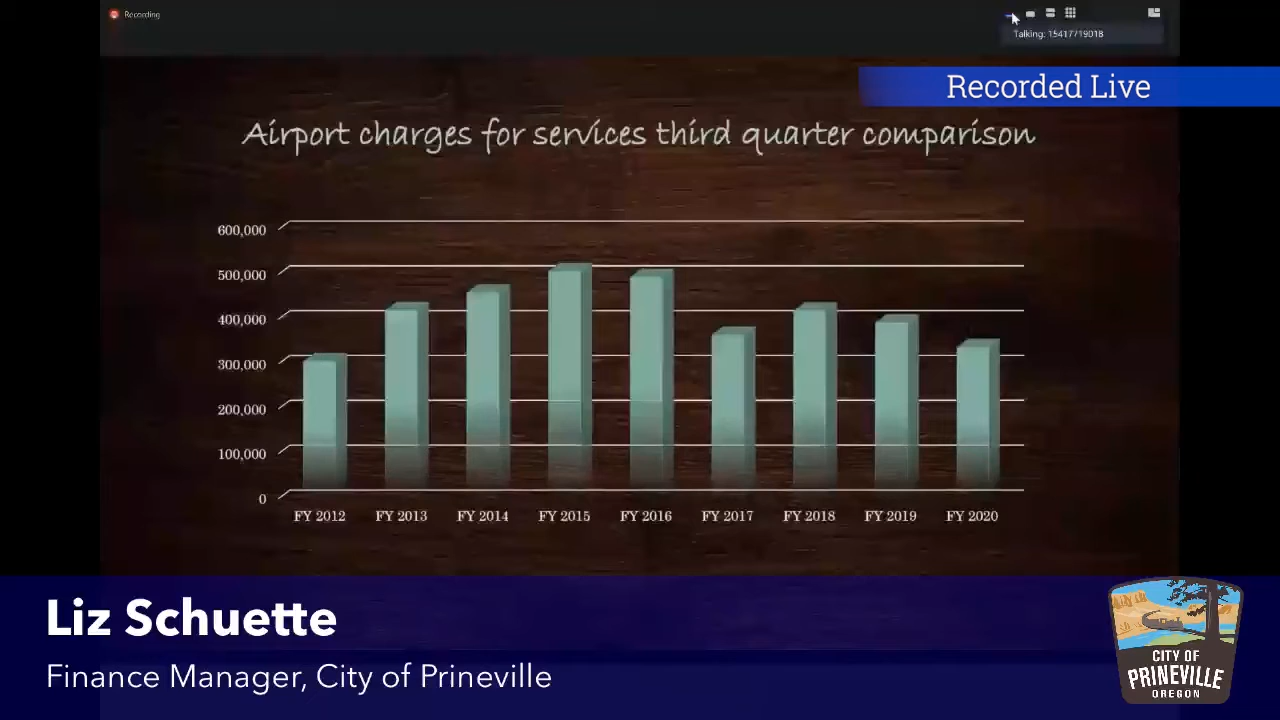 Recording
Talking: 15417719018
Recorded Live
Airport charges for services third quarter comparison
600,000
500,000
400,000
300,000
200,000
100,000
0
FY 2012 FY 2013 FY 2014 FY 2015 FY 2016 FY 2017 FY 2018 FY 2019 FY 2020
Liz Schuette
Finance Manager, City of Prineville
CITY OF
PRINEVILLE
OREGON